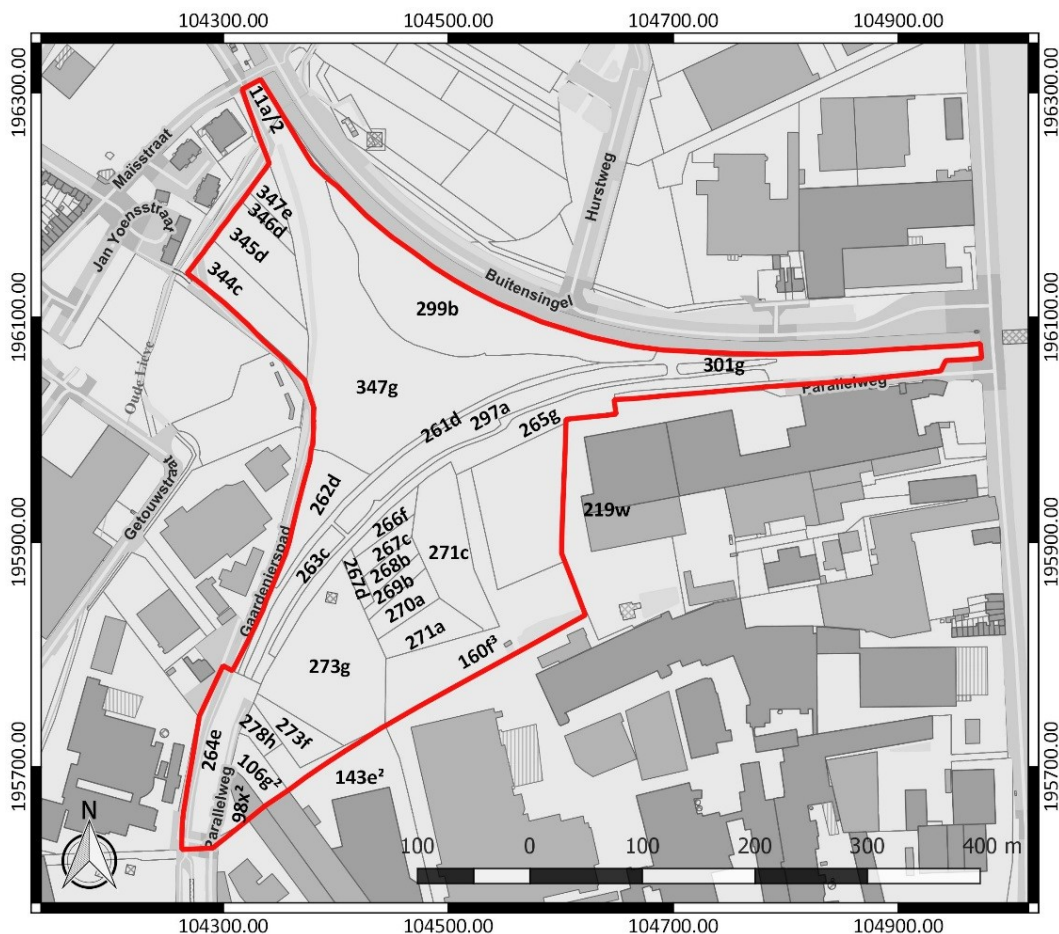 104300.00
104500.00
104700.00
104900.00
196300.00
196300.00
11a/2
Maïsstraat
347e
346d
Hurstweg
Jan Yoensstraat
345d
344c
Buitensingel
299b
196100.00
196100.00
301g
Oude Lieve
347g
Parallelweg
261d
297a
265g
Getouwstraat
262d
219w
266f
195900.00
195900.00
267c
263c
271c
268b
267d
269b
Gaardenierspad
270a
271a
160f³
273g
278h
273f
264e
195700.00
195700.00
106g²
143e²
98x²
Parallelweg
N
100
0
100
200
300
400 m
104300.00
104500.00
104700.00
104900.00